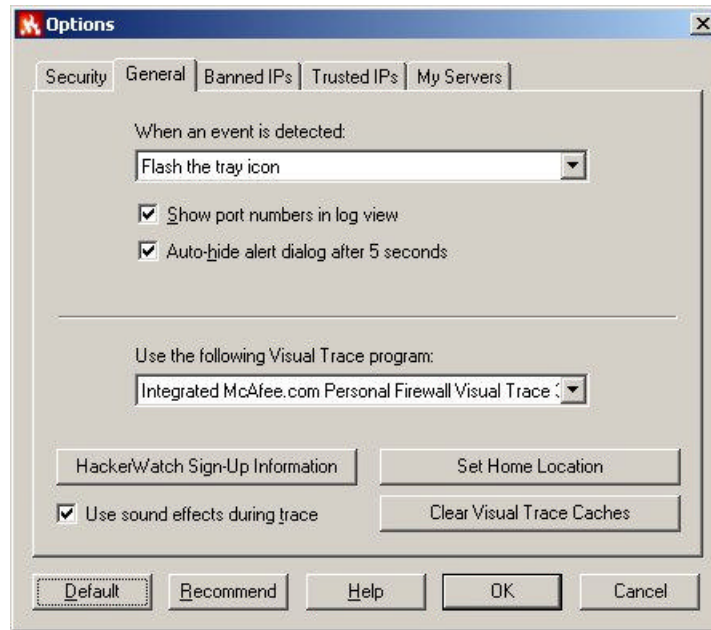 Options
Security General Banned IPs Trusted IPs My Servers
When an event is detected:
Flash the tray icon
Show port numbers in log view
Auto-hide alert dialog after 5 seconds
Use the following Visual Trace program:
Integrated McAfee.com Personal Firewall Visual Trace
HackerWatch Sign-Up Information Set Home Location
Use sound effects during trace Clear Visual Trace Caches
Default Recommend Help OK Cancel